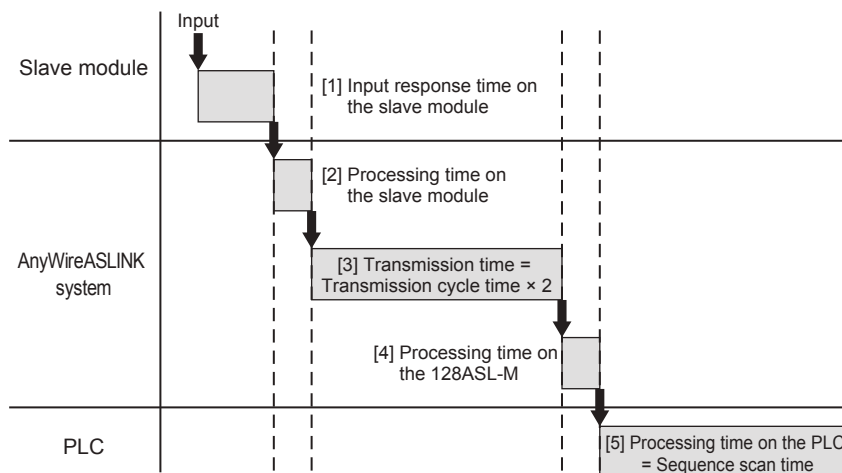 Input
Slave module
[1] Input response time on
the slave module
[2] Processing time on
the slave module
AnyWireASLINK
system
[3] Transmission time =
Transmission cycle time × 2
[4] Processing time on
the 128ASL-M
PLC
[5] Processing time on the PLC
= Sequence scan time